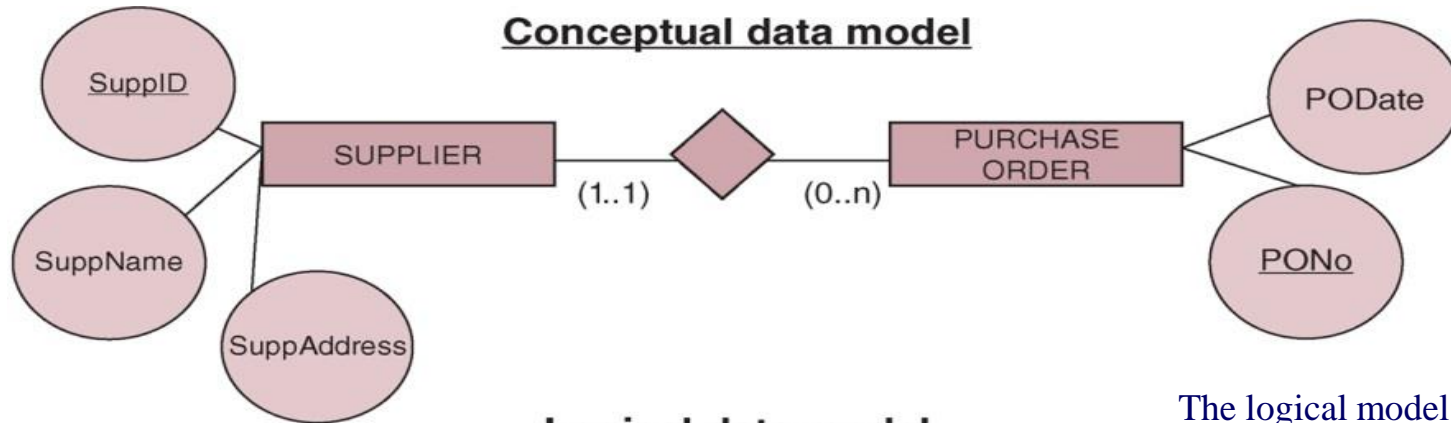 Conceptual data model
SuppID
SUPPLIER
SuppName
SuppAddress
(1..1)
(0..n)
PURCHASE
ORDER
PODate
PONo
The logical model